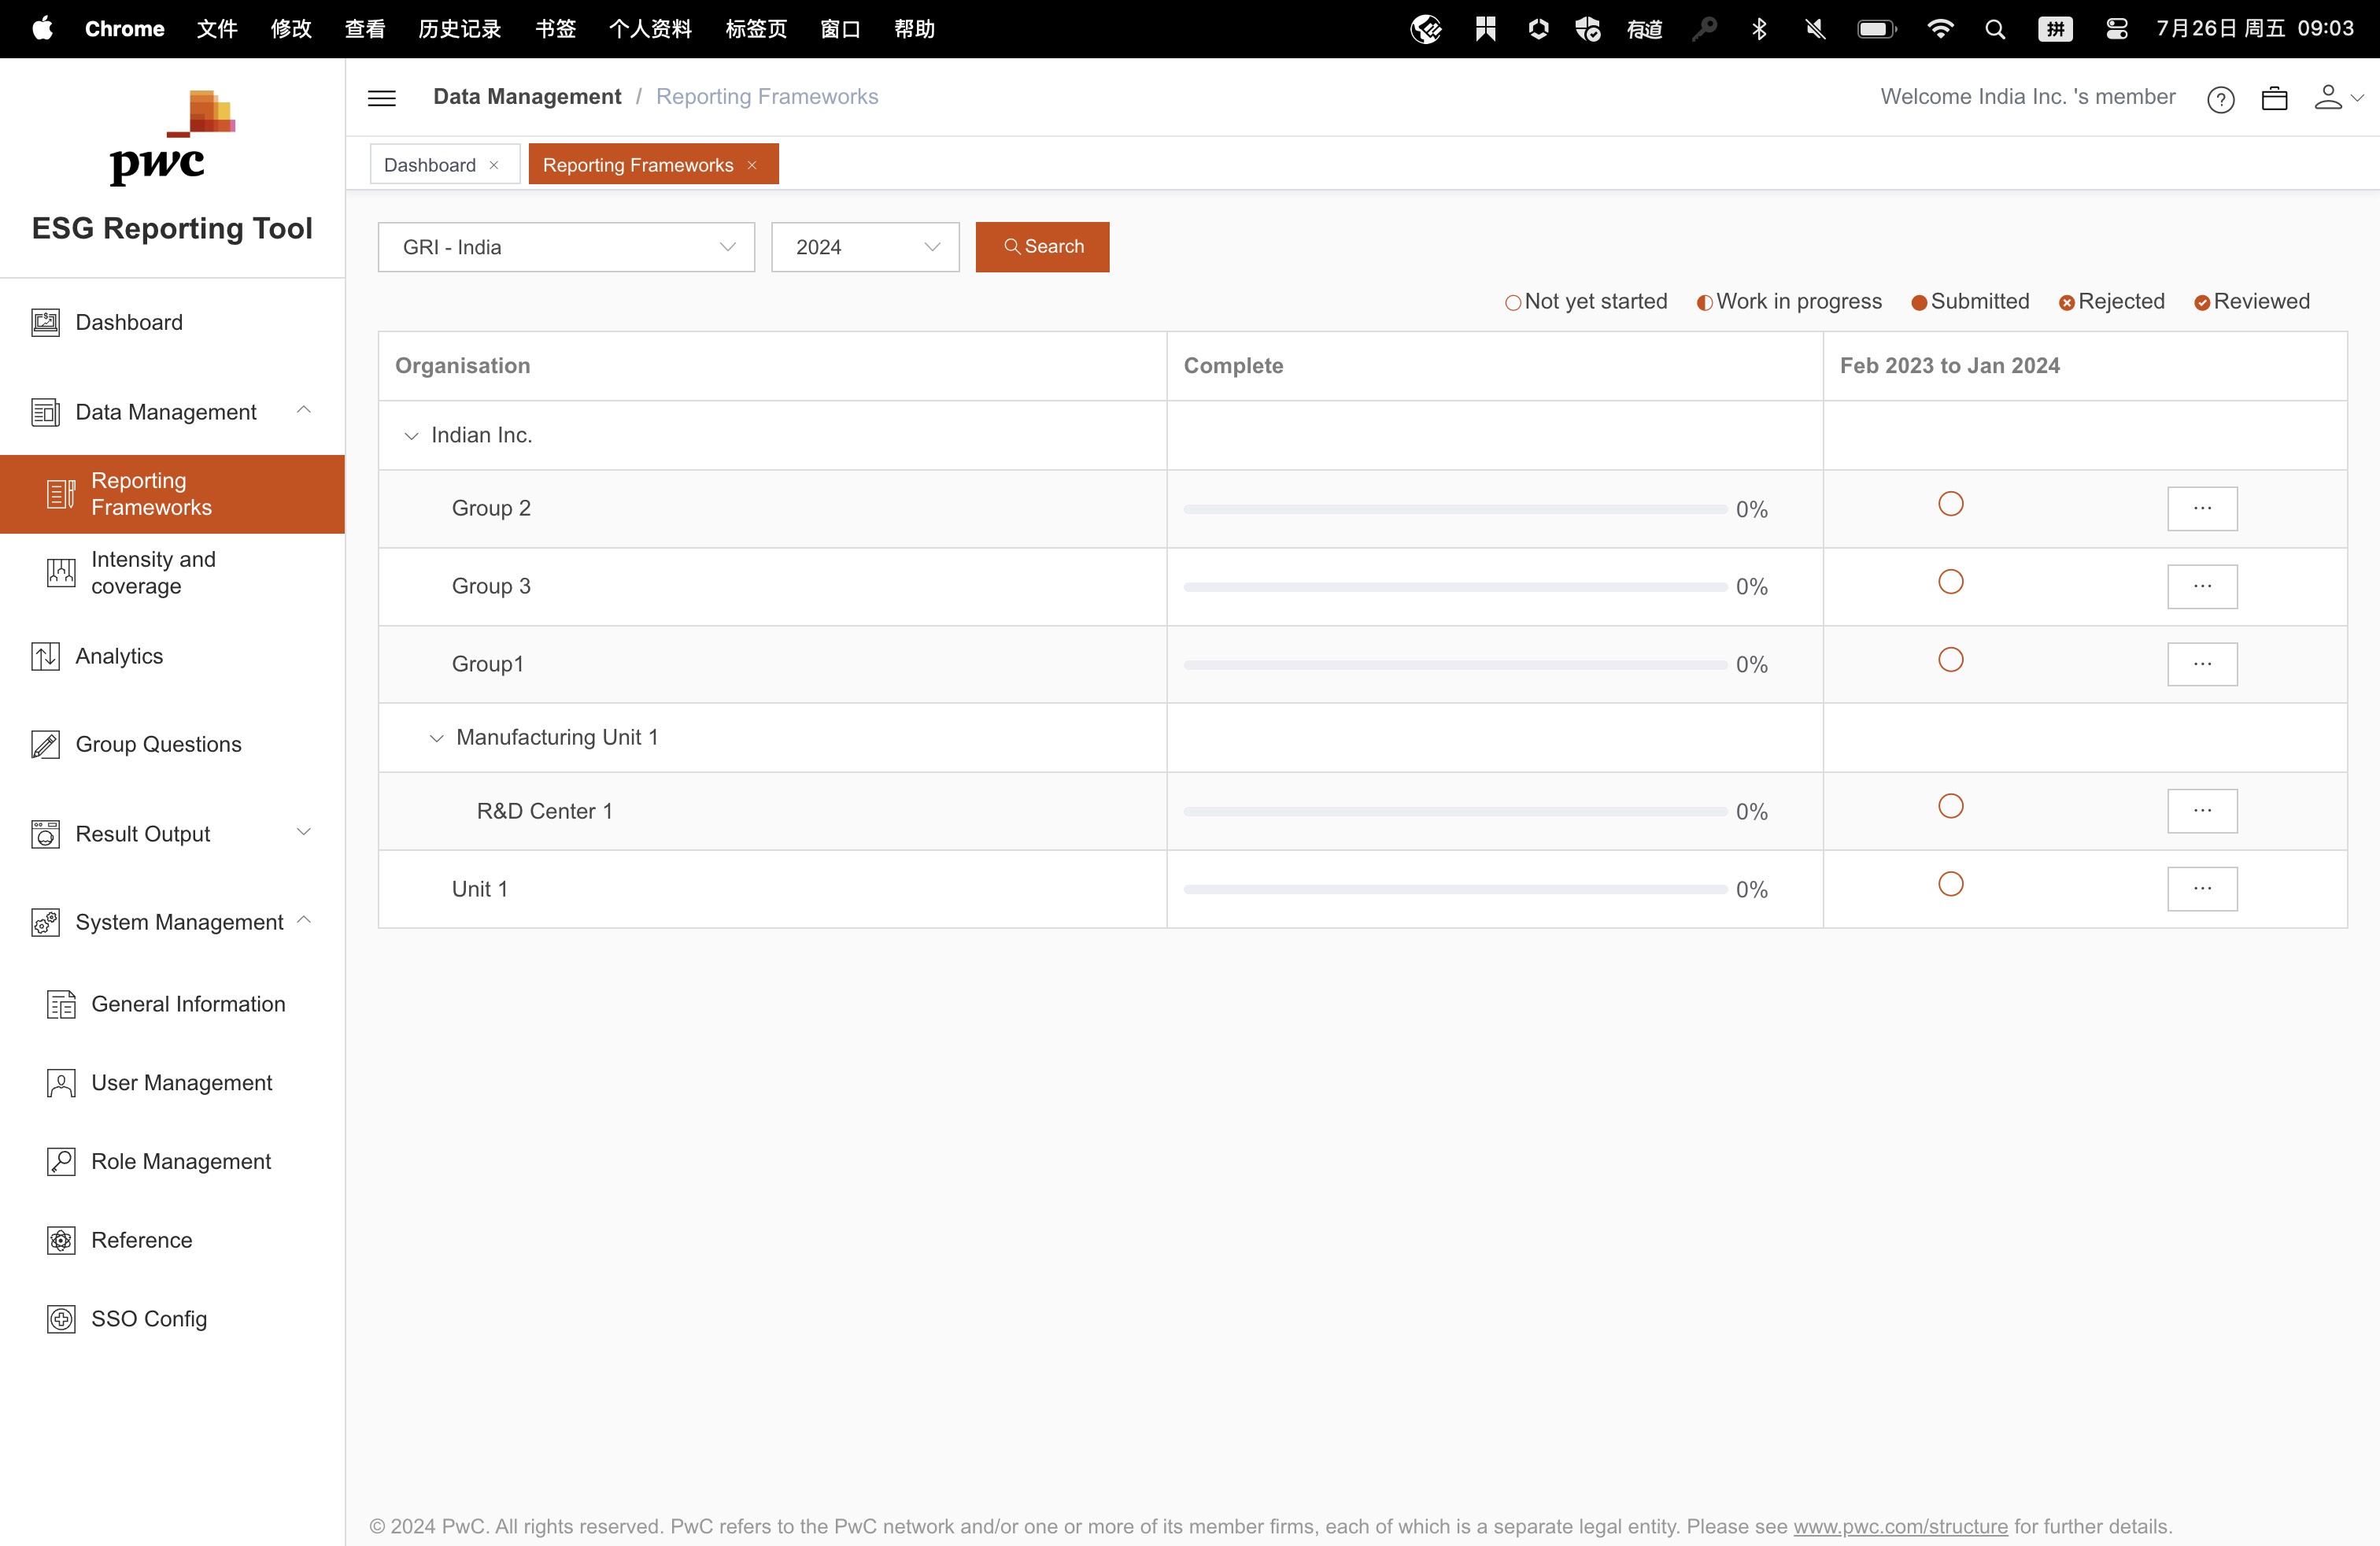 Chrome 文件 修改 查看 历史记录 书签 个人资料 标签页 窗口 帮助 有道 拼 7月26日 周五 09:03
pwc
ESG Reporting Tool
Data Management / Reporting Frameworks
Welcome India Inc. 's member
Dashboard ×
Reporting Frameworks ×
Dashboard
Data Management
Reporting
Frameworks
Intensity and
coverage
Analytics
Group Questions
Result Output
System Management
General Information
User Management
Role Management
Reference
SSO Config
GRI - India
2024
Search
Not yet started Work in progress Submitted Rejected Reviewed
Organisation Complete Feb 2023 to Jan 2024
Indian Inc.
Group 2 0% ...
Group 3 0% ...
Group1 0% ...
Manufacturing Unit 1
R&D Center 1 0% ...
Unit 1 0% ...
© 2024 PwC. All rights reserved. PwC refers to the PwC network and/or one or more of its member firms, each of which is a separate legal entity. Please see www.pwc.com/structure for further details.